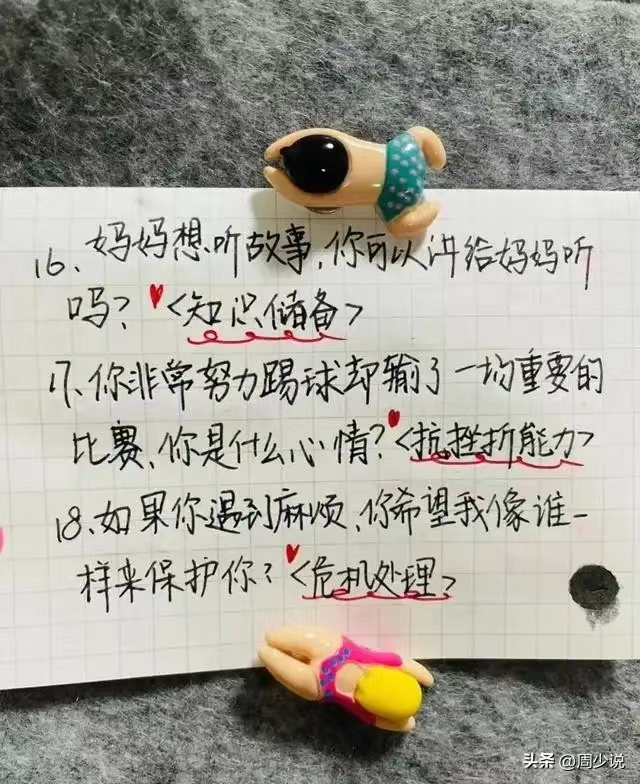 16、妈妈想听故事,你可以讲给妈妈听
吗? <知识储备>
17、你非常努力踢球却输了一场重要的
比赛、你是什么心情? <抗挫折能力>
18、如果你遇到麻烦、你希望我像谁一
样来保护你? <危机处理>
头条 @周少说